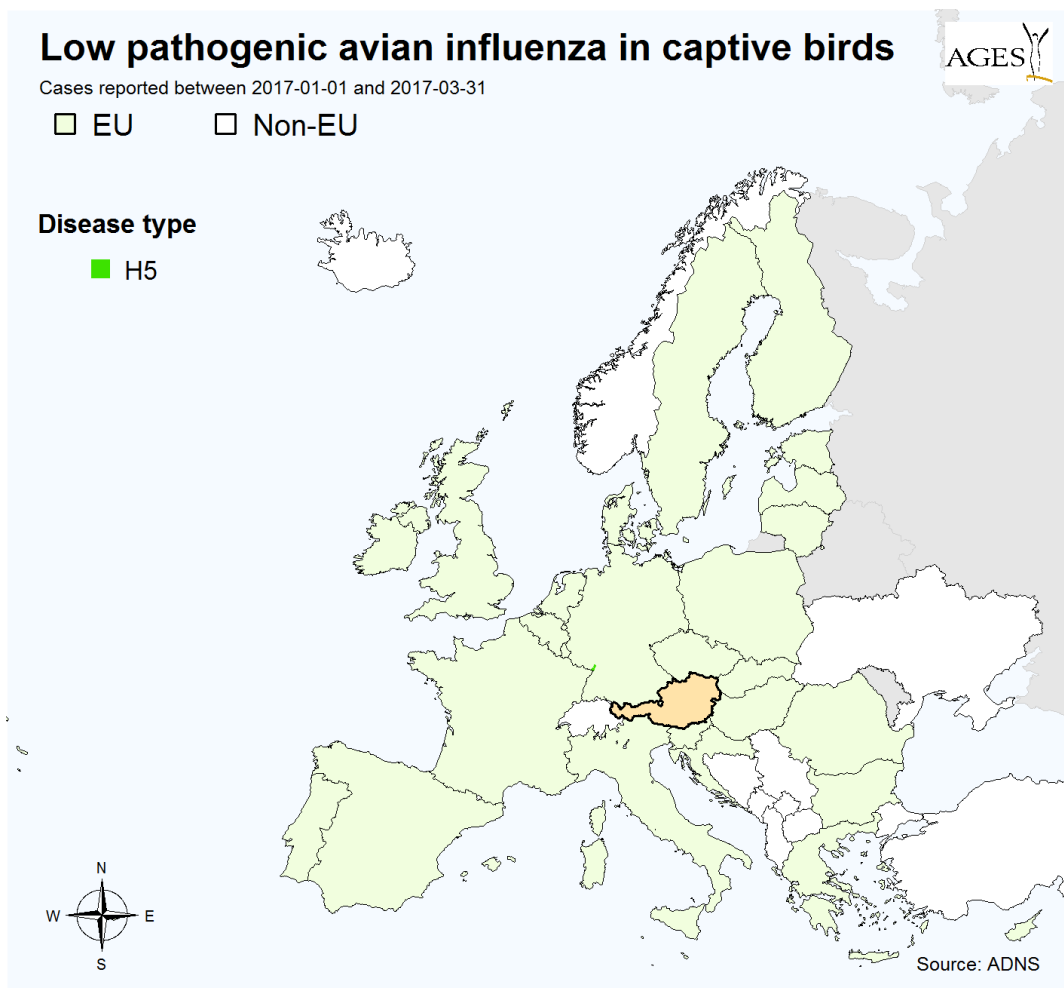 Low pathogenic avian influenza in captive birds
AGES
Cases reported between 2017-01-01 and 2017-03-31
EU
Non-EU
Disease type
H5
N
W
E
S
Source: ADNS